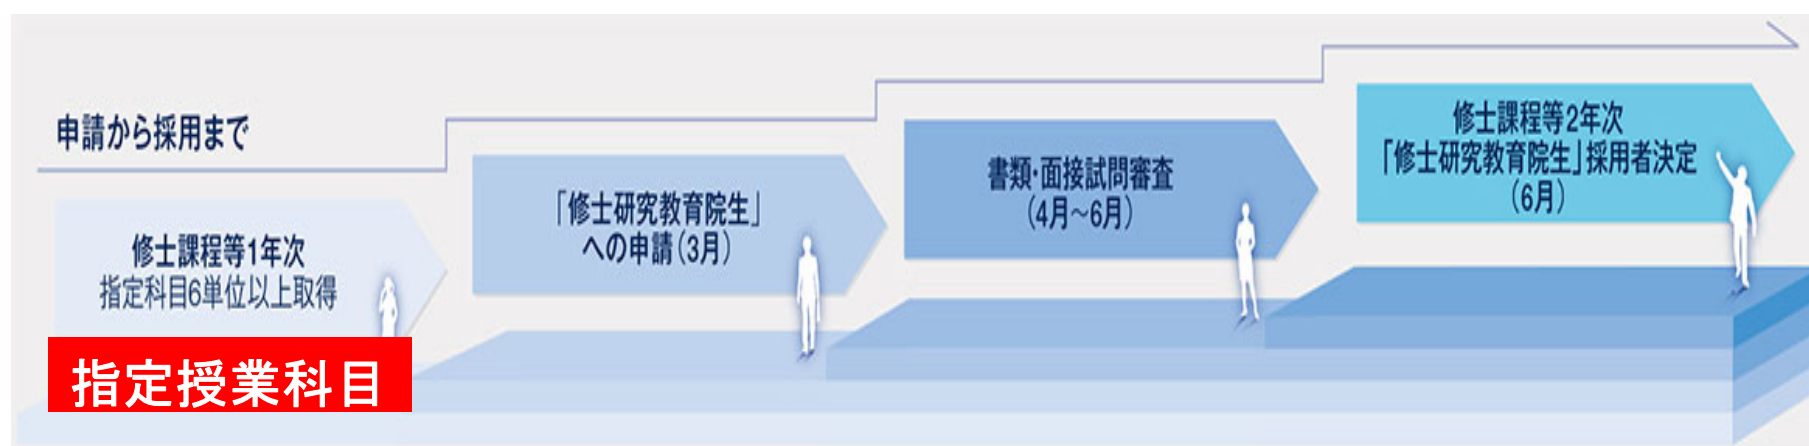 申請から採用まで
修士課程等1年次
指定科目6単位以上取得
指定授業科目
「修士研究教育院生」
への申請(3月)
書類・面接試問審査
(4月～6月)
修士課程等2年次
「修士研究教育院生」採用者決定
(6月)